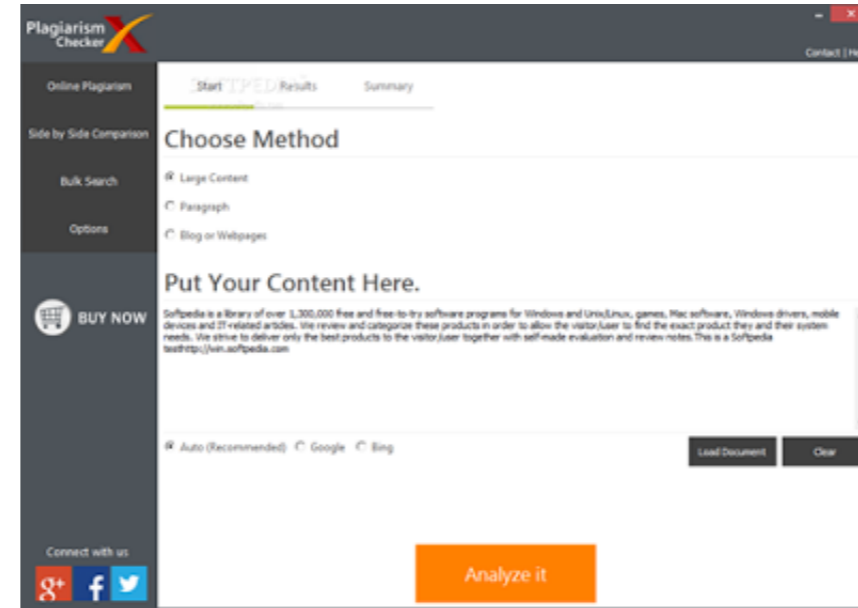 Plagiarism
Checker
Contact | He
Online Plagiarism
Side by Side Comparison
Bulk Search
Options
BUY NOW
Connect with us
Start Results Summary
Choose Method
Large Content
Paragraph
Blog or Webpages
Put Your Content Here.
Softpedia is a library of over 1,300,000 free and free-to-try software programs for Windows and Unix/Linux, games, Mac software, Windows drivers, mobile
devices and IT-related articles. We review and categorize these products in order to allow the visitor/user to find the exact product they and their system
needs. We strive to deliver only the best products to the visitor/user together with self-made evaluation and review notes.This is a Softpedia
testhttp://win.softpedia.com
Auto (Recommended) Google Bing
Load Document Clear
Analyze it